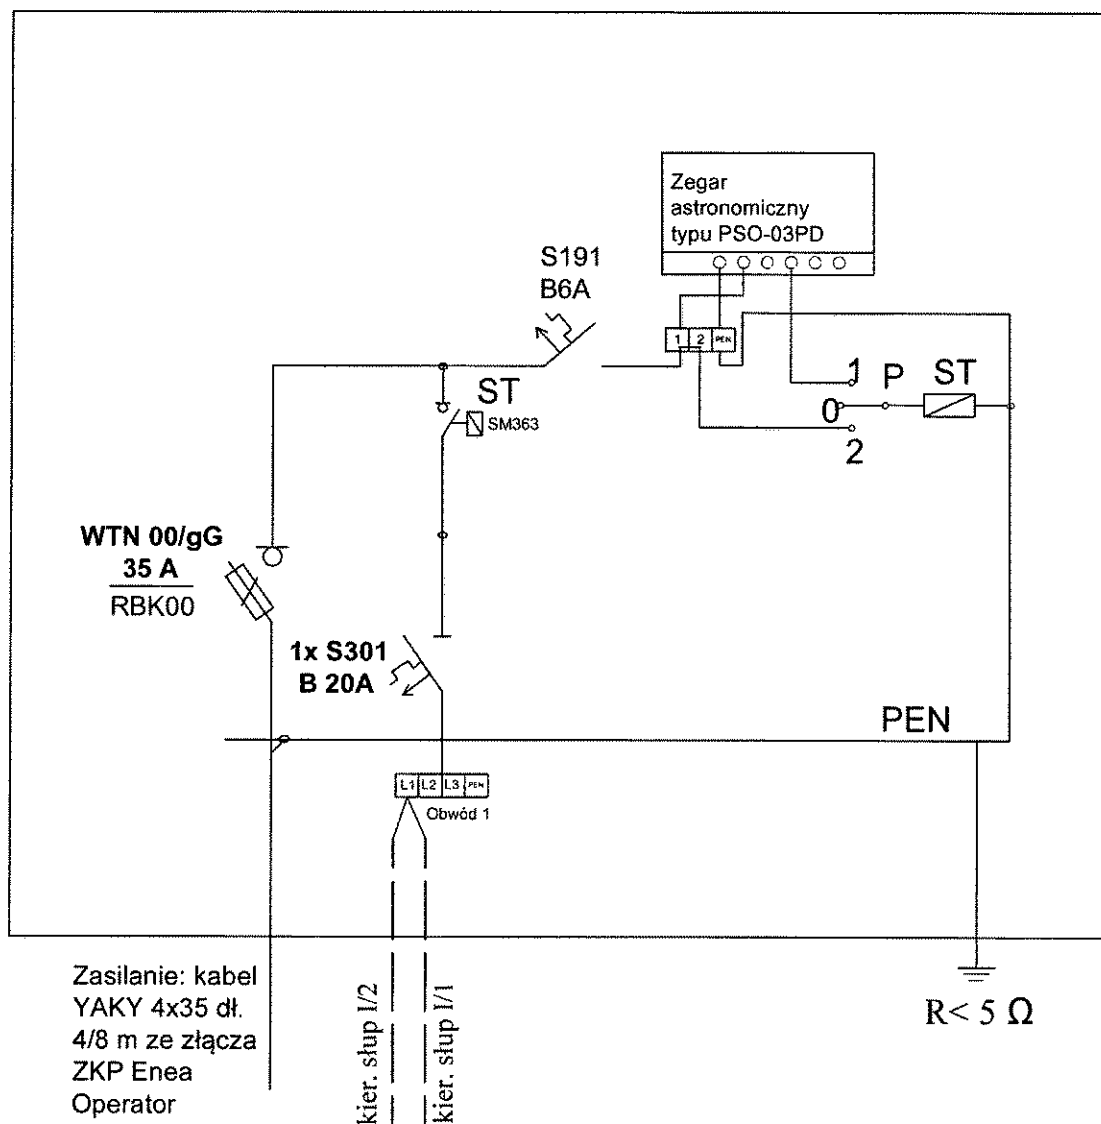 Zegar
astronomiczny
typu PSO-03PD
S191
B6A
1 2 PEN
ST
SM363
1
P
ST
0
2
WTN 00/gG
35 A
RBK00
1x S301
B 20A
PEN
L1 L2 L3 PEN
Obwód 1
Zasilanie: kabel
YAKY 4x35 dł.
4/8 m ze złącza
ZKP Enea
Operator
kier. słup I/2
kier. słup I/1
R< 5 Ω